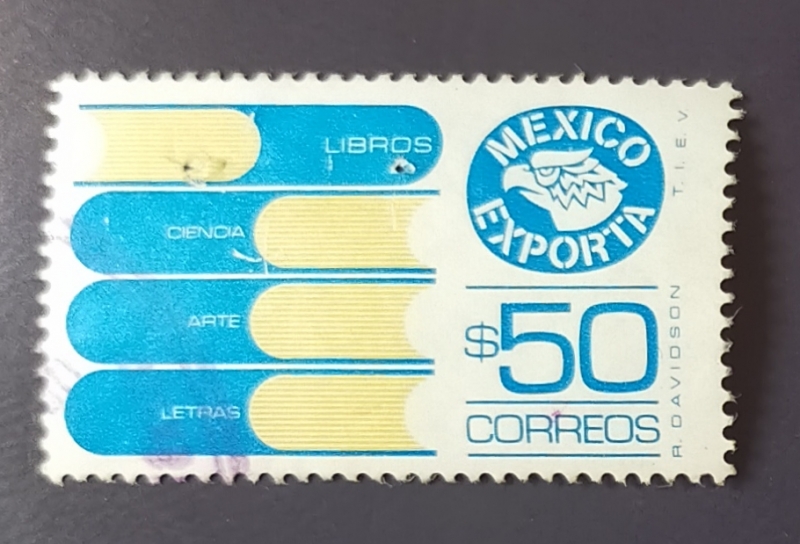 LIBROS
CIENCIA
ARTE
LETRAS
MEXICO
EXPORTA
$50
CORREOS
R. DAVIDSON
T. I. E. V.